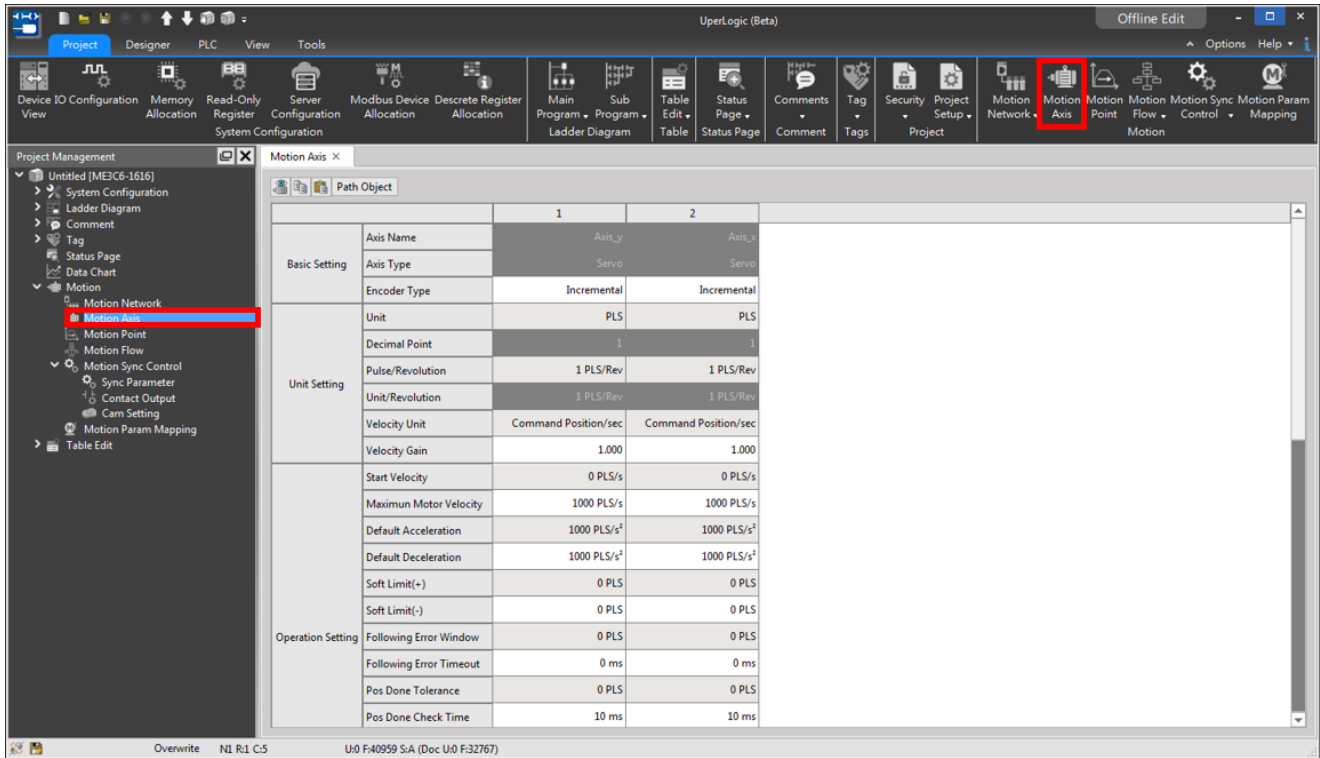 UperLogic (Beta)
Offline Edit
Project Designer PLC View Tools
Options Help
Device IO Configuration Memory Read-Only Server Modbus Device Descrete Register Main Sub Table Status Comments Tag Security Project Motion Motion Motion Motion Motion Sync Motion Param
View Allocation Register Configuration Allocation Allocation Program Program Edit Page Setup Network Axis Point Flow Control Mapping
System Configuration Ladder Diagram Table Status Page Comment Tags Project Motion
Project Management
Motion Axis
Untitled [ME3C6-1616]
System Configuration
Ladder Diagram
Comment
Tag
Status Page
Data Chart
Motion
Motion Network
Motion Axis
Motion Point
Motion Flow
Motion Sync Control
Sync Parameter
Contact Output
Cam Setting
Motion Param Mapping
Table Edit
Path Object
1 2
Basic Setting
Axis Name Axis_y Axis_x
Axis Type Servo Servo
Encoder Type Incremental Incremental
Unit Setting
Unit PLS PLS
Decimal Point 1 1
Pulse/Revolution 1 PLS/Rev 1 PLS/Rev
Unit/Revolution 1 PLS/Rev 1 PLS/Rev
Velocity Unit Command Position/sec Command Position/sec
Velocity Gain 1.000 1.000
Operation Setting
Start Velocity 0 PLS/s 0 PLS/s
Maximun Motor Velocity 1000 PLS/s 1000 PLS/s
Default Acceleration 1000 PLS/s² 1000 PLS/s²
Default Deceleration 1000 PLS/s² 1000 PLS/s²
Soft Limit(+) 0 PLS 0 PLS
Soft Limit(-) 0 PLS 0 PLS
Following Error Window 0 PLS 0 PLS
Following Error Timeout 0 ms 0 ms
Pos Done Tolerance 0 PLS 0 PLS
Pos Done Check Time 10 ms 10 ms
Overwrite N1 R:1 C:5 U:0 F:40959 S:A (Doc U:0 F:32767)